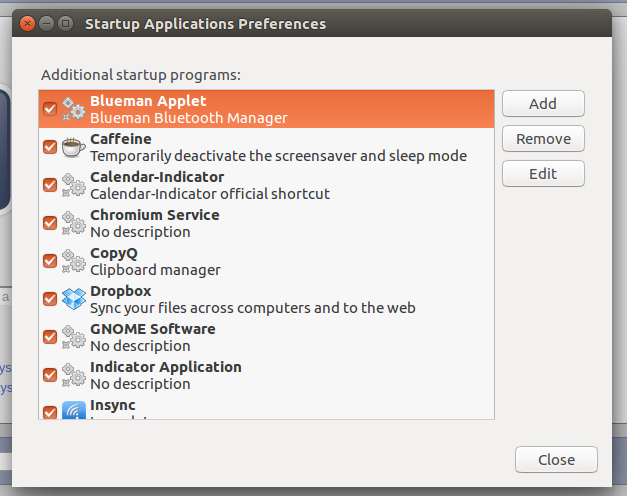 Startup Applications Preferences
Additional startup programs:
Blueman Applet
Blueman Bluetooth Manager
Caffeine
Temporarily deactivate the screensaver and sleep mode
Calendar-Indicator
Calendar-Indicator official shortcut
Chromium Service
No description
CopyQ
Clipboard manager
Dropbox
Sync your files across computers and to the web
GNOME Software
No description
Indicator Application
No description
Insync
Add
Remove
Edit
Close
a
ys
ys